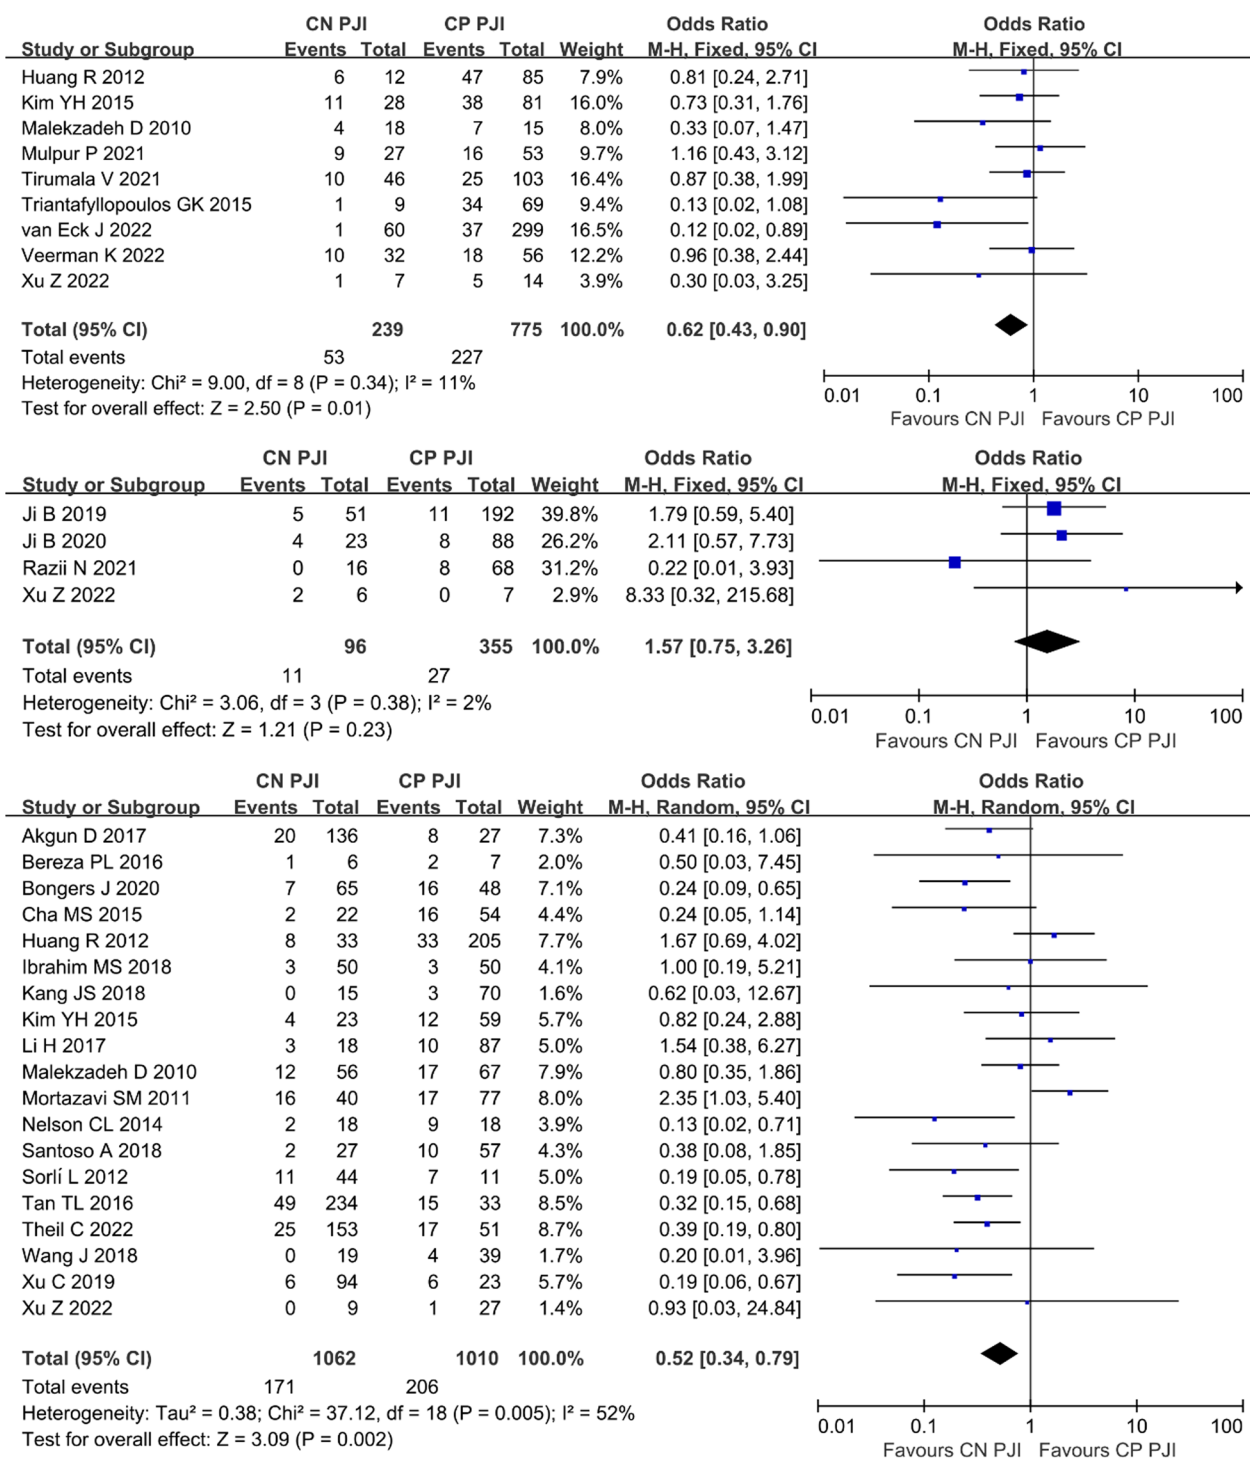 CN PJI CP PJI Odds Ratio Odds Ratio
Study or Subgroup Events Total Events Total Weight M-H, Fixed, 95% CI M-H, Fixed, 95% CI
Huang R 2012 6 12 47 85 7.9% 0.81 [0.24, 2.71]
Kim YH 2015 11 28 38 81 16.0% 0.73 [0.31, 1.76]
Malekzadeh D 2010 4 18 7 15 8.0% 0.33 [0.07, 1.47]
Mulpur P 2021 9 27 16 53 9.7% 1.16 [0.43, 3.12]
Tirumala V 2021 10 46 25 103 16.4% 0.87 [0.38, 1.99]
Triantafyllopoulos GK 2015 1 9 34 69 9.4% 0.13 [0.02, 1.08]
van Eck J 2022 1 60 37 299 16.5% 0.12 [0.02, 0.89]
Veerman K 2022 10 32 18 56 12.2% 0.96 [0.38, 2.44]
Xu Z 2022 1 7 5 14 3.9% 0.30 [0.03, 3.25]
Total (95% CI) 239 775 100.0% 0.62 [0.43, 0.90]
Total events 53 227
Heterogeneity: Chi² = 9.00, df = 8 (P = 0.34); I² = 11%
Test for overall effect: Z = 2.50 (P = 0.01)
0.01 0.1 1 10 100
Favours CN PJI Favours CP PJI
CN PJI CP PJI Odds Ratio Odds Ratio
Study or Subgroup Events Total Events Total Weight M-H, Fixed, 95% CI M-H, Fixed, 95% CI
Ji B 2019 5 51 11 192 39.8% 1.79 [0.59, 5.40]
Ji B 2020 4 23 8 88 26.2% 2.11 [0.57, 7.73]
Razii N 2021 0 16 8 68 31.2% 0.22 [0.01, 3.93]
Xu Z 2022 2 6 0 7 2.9% 8.33 [0.32, 215.68]
Total (95% CI) 96 355 100.0% 1.57 [0.75, 3.26]
Total events 11 27
Heterogeneity: Chi² = 3.06, df = 3 (P = 0.38); I² = 2%
Test for overall effect: Z = 1.21 (P = 0.23)
0.01 0.1 1 10 100
Favours CN PJI Favours CP PJI
CN PJI CP PJI Odds Ratio Odds Ratio
Study or Subgroup Events Total Events Total Weight M-H, Random, 95% CI M-H, Random, 95% CI
Akgun D 2017 20 136 8 27 7.3% 0.41 [0.16, 1.06]
Bereza PL 2016 1 6 2 7 2.0% 0.50 [0.03, 7.45]
Bongers J 2020 7 65 16 48 7.1% 0.24 [0.09, 0.65]
Cha MS 2015 2 22 16 54 4.4% 0.24 [0.05, 1.14]
Huang R 2012 8 33 33 205 7.7% 1.67 [0.69, 4.02]
Ibrahim MS 2018 3 50 3 50 4.1% 1.00 [0.19, 5.21]
Kang JS 2018 0 15 3 70 1.6% 0.62 [0.03, 12.67]
Kim YH 2015 4 23 12 59 5.7% 0.82 [0.24, 2.88]
Li H 2017 3 18 10 87 5.0% 1.54 [0.38, 6.27]
Malekzadeh D 2010 12 56 17 67 7.9% 0.80 [0.35, 1.86]
Mortazavi SM 2011 16 40 17 77 8.0% 2.35 [1.03, 5.40]
Nelson CL 2014 2 18 9 18 3.9% 0.13 [0.02, 0.71]
Santoso A 2018 2 27 10 57 4.3% 0.38 [0.08, 1.85]
Sorlí L 2012 11 44 7 11 5.0% 0.19 [0.05, 0.78]
Tan TL 2016 49 234 15 33 8.5% 0.32 [0.15, 0.68]
Theil C 2022 25 153 17 51 8.7% 0.39 [0.19, 0.80]
Wang J 2018 0 19 4 39 1.7% 0.20 [0.01, 3.96]
Xu C 2019 6 94 6 23 5.7% 0.19 [0.06, 0.67]
Xu Z 2022 0 9 1 27 1.4% 0.93 [0.03, 24.84]
Total (95% CI) 1062 1010 100.0% 0.52 [0.34, 0.79]
Total events 171 206
Heterogeneity: Tau² = 0.38; Chi² = 37.12, df = 18 (P = 0.005); I² = 52%
Test for overall effect: Z = 3.09 (P = 0.002)
0.01 0.1 1 10 100
Favours CN PJI Favours CP PJI